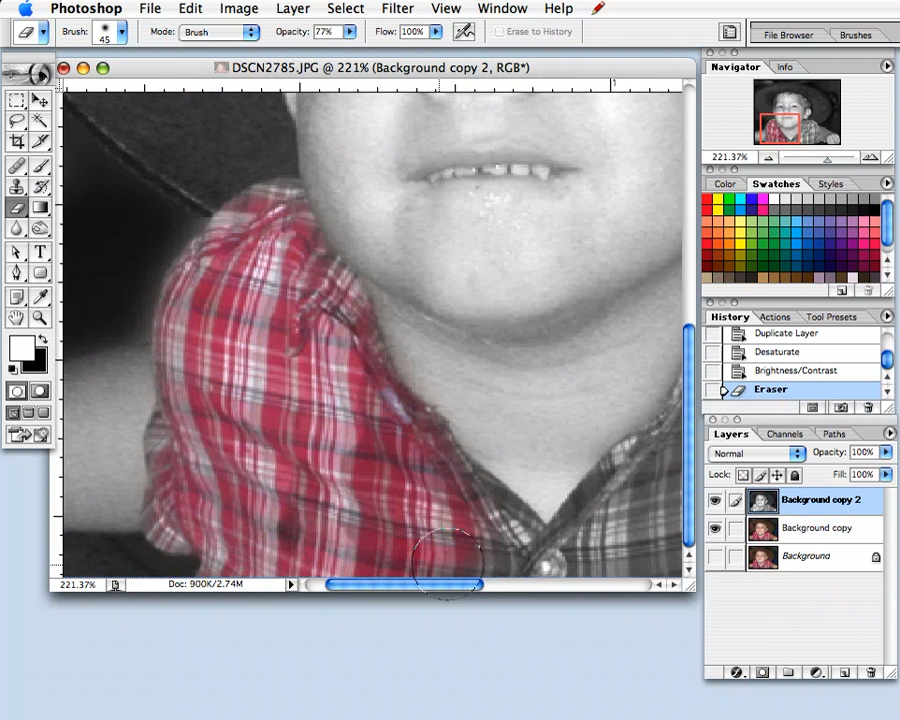 Photoshop File Edit Image Layer Select Filter View Window Help
Brush: 45 Mode: Brush Opacity: 77% Flow: 100% Erase to History File Browser Brushes
DSCN2785.JPG @ 221% (Background copy 2, RGB*)
Navigator Info
221.37%
Color Swatches Styles
History Actions Tool Presets
Duplicate Layer
Desaturate
Brightness/Contrast
Eraser
Layers Channels Paths
Normal Opacity: 100%
Lock: Fill: 100%
Background copy 2
Background copy
Background
221.37% Doc: 900K/2.74M